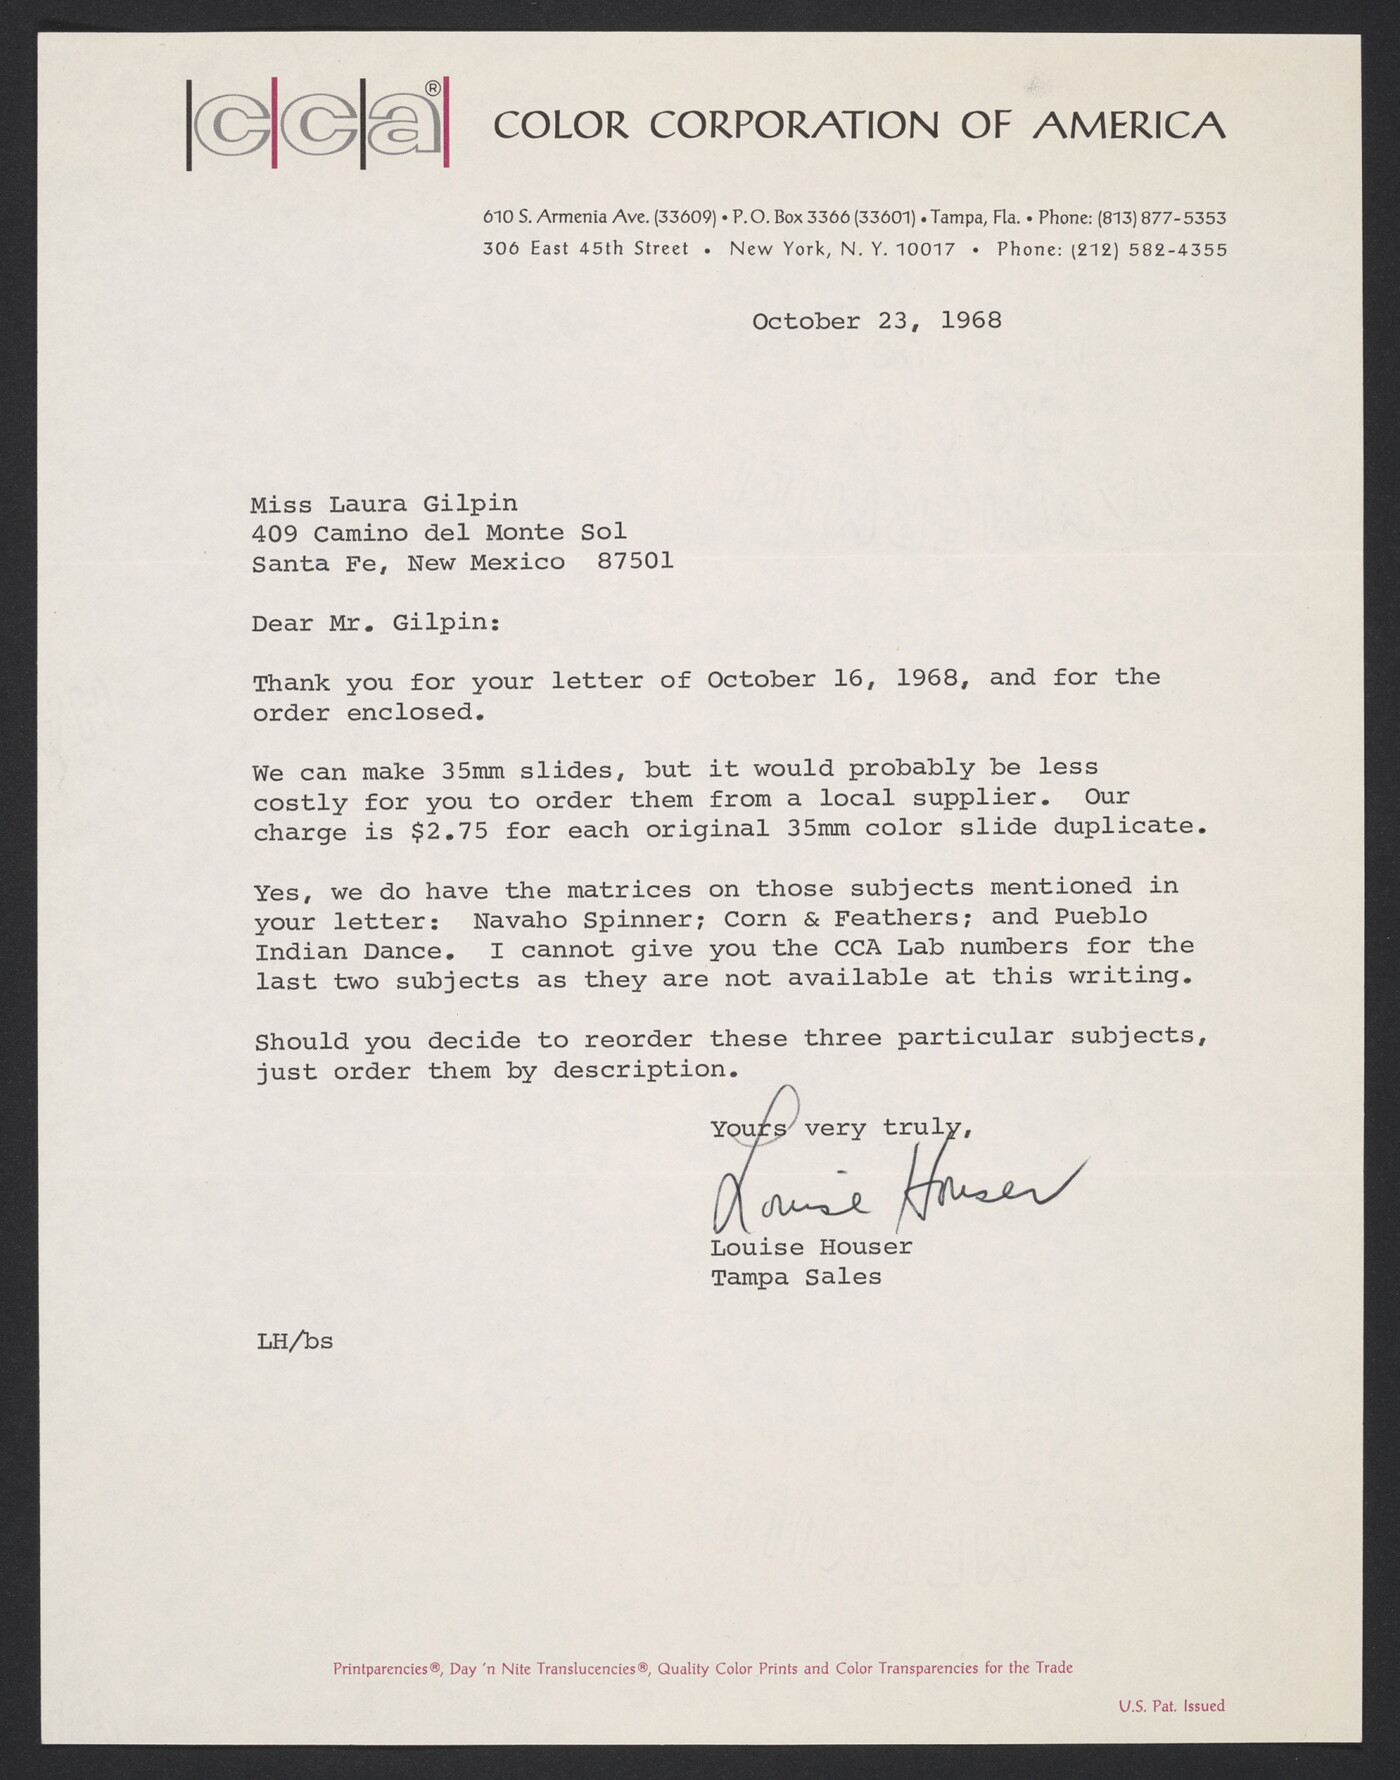 cca®
COLOR CORPORATION OF AMERICA
610 S. Armenia Ave. (33609) • P.O. Box 3366 (33601) • Tampa, Fla. • Phone: (813) 877-5353
306 East 45th Street • New York, N. Y. 10017 • Phone: (212) 582-4355
October 23, 1968
Miss Laura Gilpin
409 Camino del Monte Sol
Santa Fe, New Mexico 87501
Dear Mr. Gilpin:
Thank you for your letter of October 16, 1968, and for the
order enclosed.
We can make 35mm slides, but it would probably be less
costly for you to order them from a local supplier. Our
charge is $2.75 for each original 35mm color slide duplicate.
Yes, we do have the matrices on those subjects mentioned in
your letter: Navaho Spinner; Corn & Feathers; and Pueblo
Indian Dance. I cannot give you the CCA Lab numbers for the
last two subjects as they are not available at this writing.
Should you decide to reorder these three particular subjects,
just order them by description.
Yours very truly,
Louise Houser
Louise Houser
Tampa Sales
LH/bs
Printparencies®, Day 'n Nite Translucencies®, Quality Color Prints and Color Transparencies for the Trade
U.S. Pat. Issued